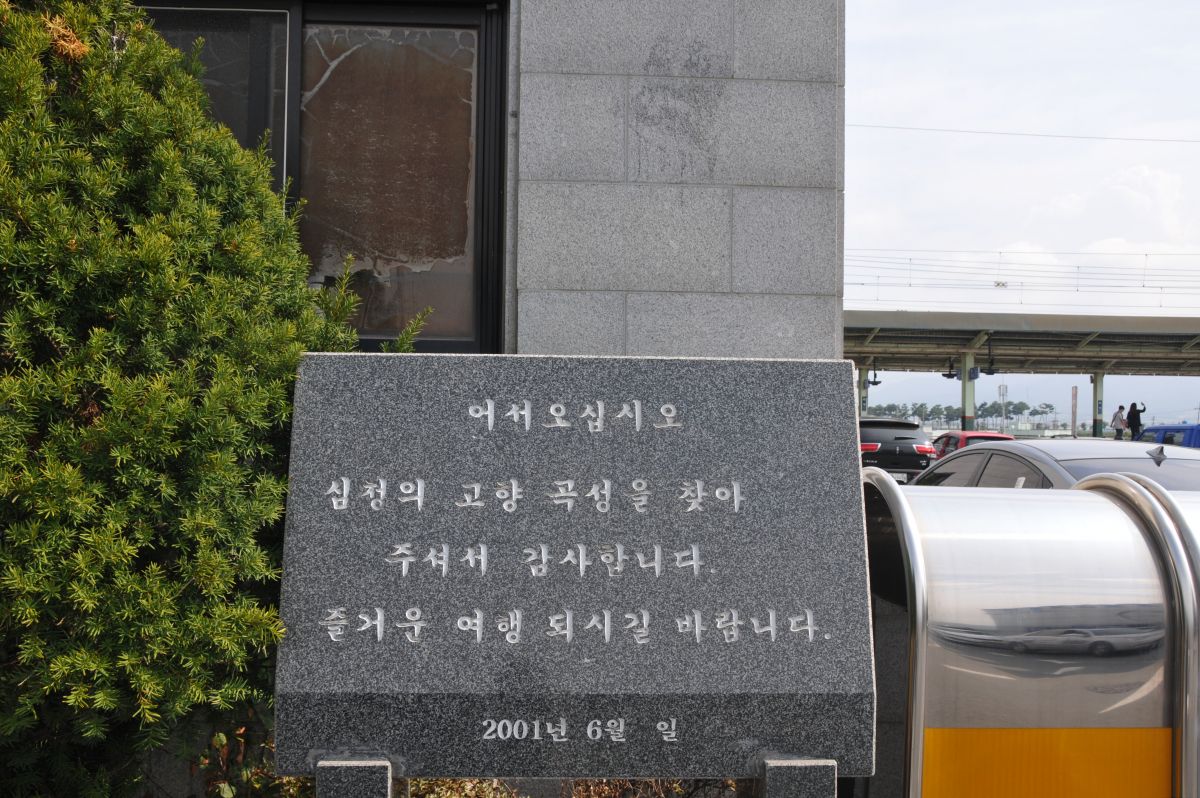 어서오십시오
심청의 고향 곡성을 찾아
주셔서 감사합니다.
즐거운 여행 되시길 바람니다.
2001년 6월 일